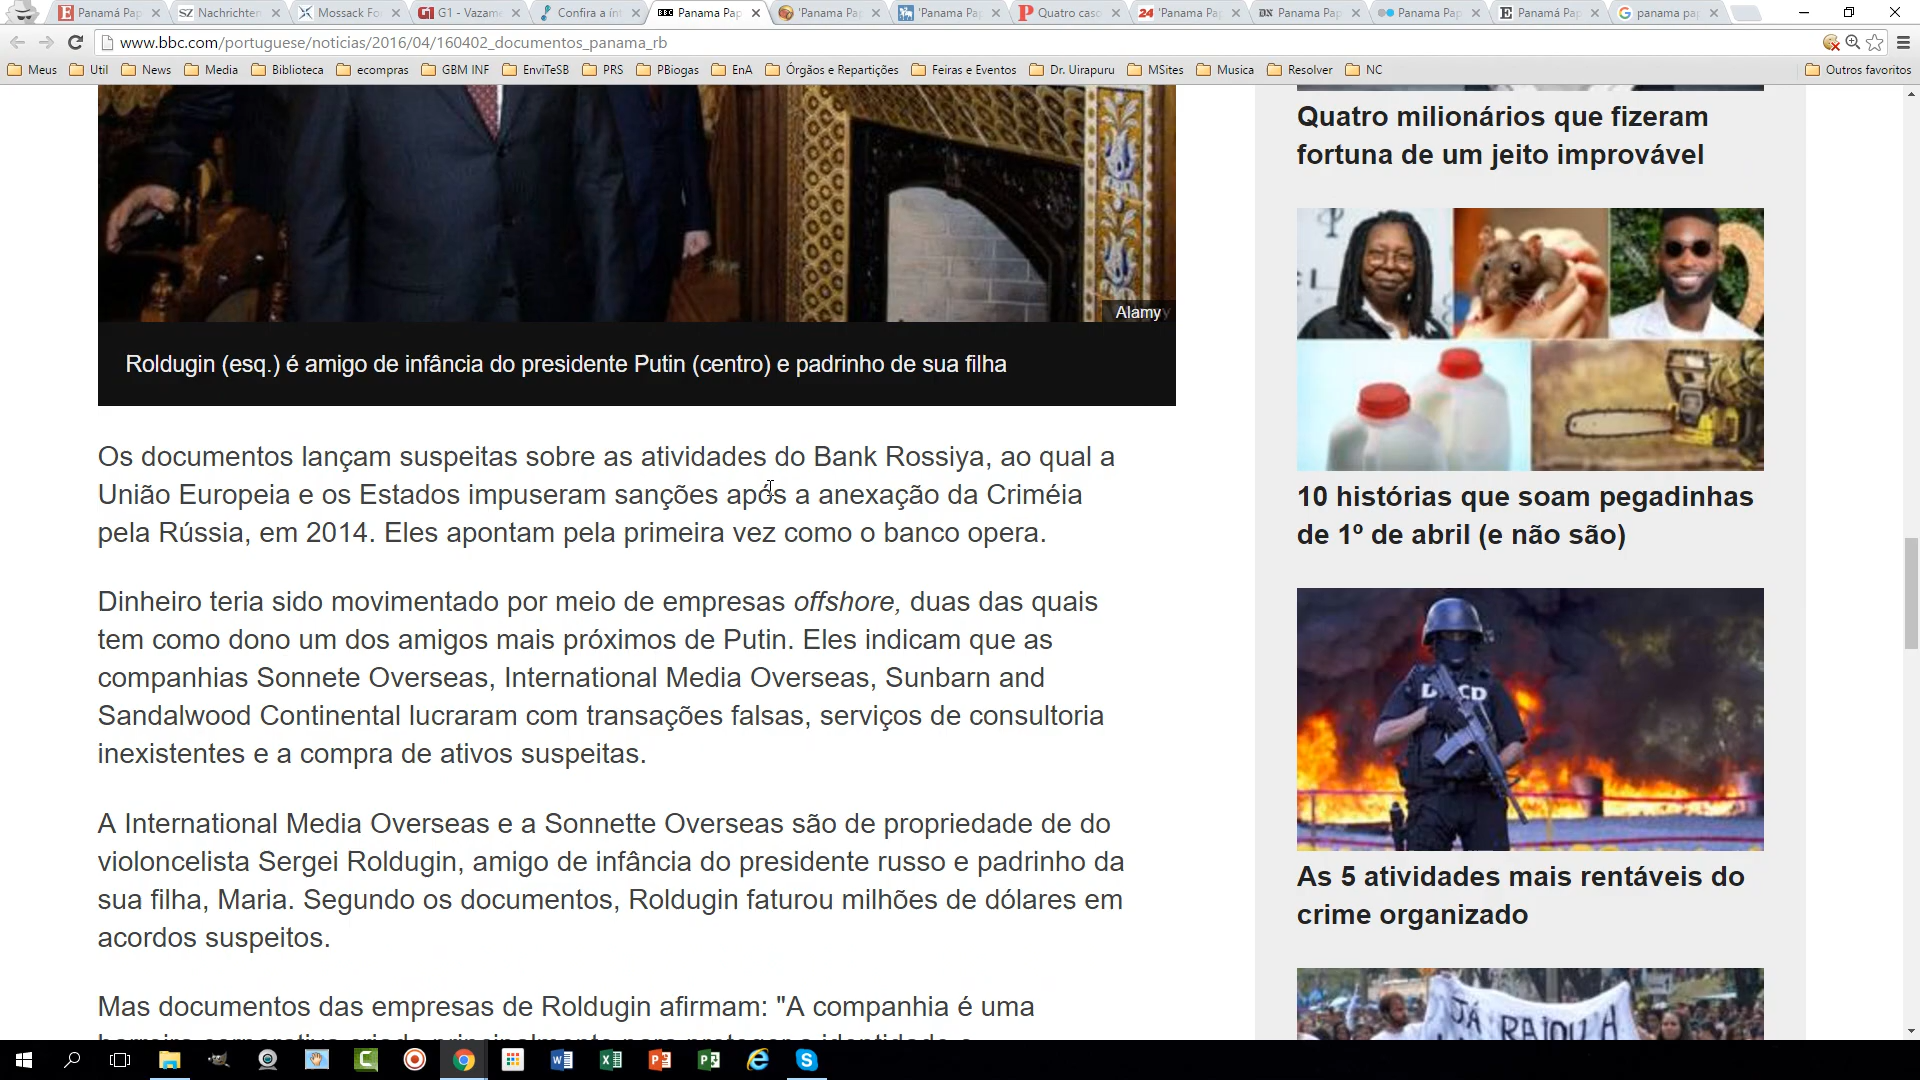 Panamá Pap
Nachrichten
Mossack Fo
G1 - Vazame
Confira a ínt
Panama Pap
'Panama Pa
'Panama Pa
Quatro caso
'Panama Pa
Panama Pap
Panama Pap
Panamá Pap
panama pap
www.bbc.com/portuguese/noticias/2016/04/160402_documentos_panama_rb
Meus
Util
News
Media
Biblioteca
ecompras
GBM INF
EnviTeSB
PRS
PBiogas
EnA
Órgãos e Repartições
Feiras e Eventos
Dr. Uirapuru
MSites
Musica
Resolver
NC
Outros favoritos
Alamy
Roldugin (esq.) é amigo de infância do presidente Putin (centro) e padrinho de sua filha
Os documentos lançam suspeitas sobre as atividades do Bank Rossiya, ao qual a
União Europeia e os Estados impuseram sanções após a anexação da Criméia
pela Rússia, em 2014. Eles apontam pela primeira vez como o banco opera.
Dinheiro teria sido movimentado por meio de empresas offshore, duas das quais
tem como dono um dos amigos mais próximos de Putin. Eles indicam que as
companhias Sonnete Overseas, International Media Overseas, Sunbarn and
Sandalwood Continental lucraram com transações falsas, serviços de consultoria
inexistentes e a compra de ativos suspeitas.
A International Media Overseas e a Sonnette Overseas são de propriedade de do
violoncelista Sergei Roldugin, amigo de infância do presidente russo e padrinho da
sua filha, Maria. Segundo os documentos, Roldugin faturou milhões de dólares em
acordos suspeitos.
Mas documentos das empresas de Roldugin afirmam: "A companhia é uma
Quatro milionários que fizeram
fortuna de um jeito improvável
10 histórias que soam pegadinhas
de 1º de abril (e não são)
As 5 atividades mais rentáveis do
crime organizado
JÁ RAIOU A